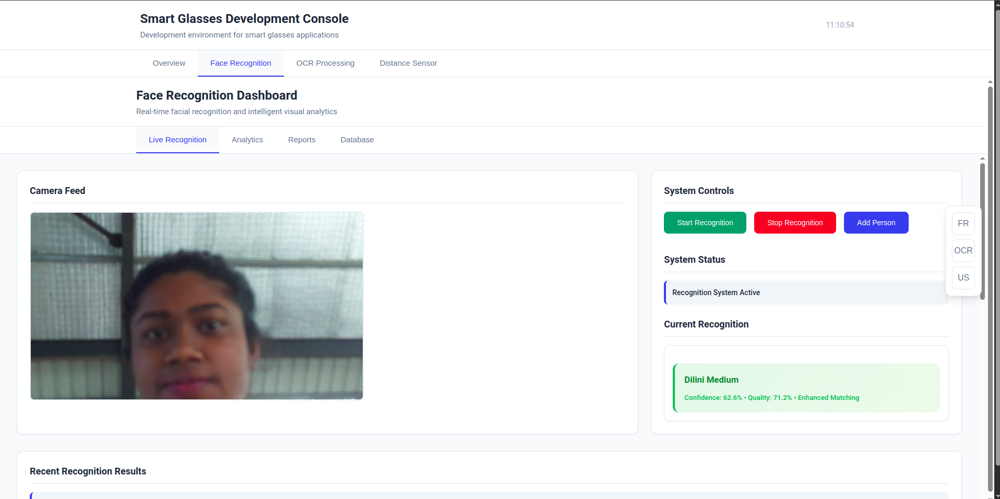 Smart Glasses Development Console
Development environment for smart glasses applications
11:10:54
Overview
Face Recognition
OCR Processing
Distance Sensor
Face Recognition Dashboard
Real-time facial recognition and intelligent visual analytics
Live Recognition
Analytics
Reports
Database
Camera Feed
System Controls
Start Recognition
Stop Recognition
Add Person
FR
OCR
US
System Status
Recognition System Active
Current Recognition
Dilini Medium
Confidence: 62.6% • Quality: 71.2% • Enhanced Matching
Recent Recognition Results